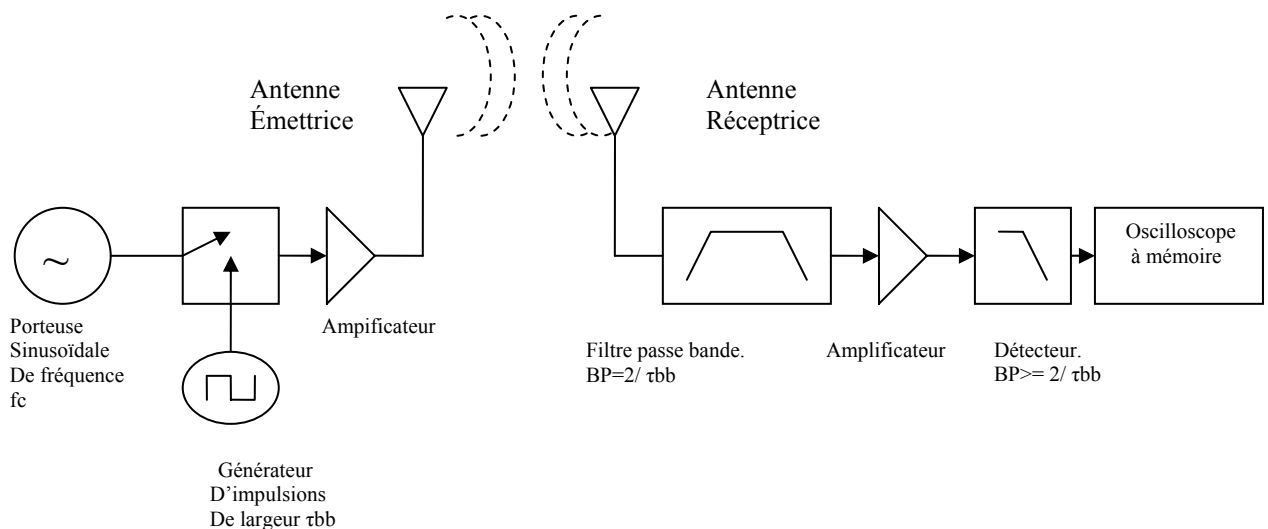 Antenne
Émettrice
Antenne
Réceptrice
~
Oscilloscope
à mémoire
Porteuse
Sinusoïdale
De fréquence
fc
Ampificateur
Filtre passe bande.
BP=2/ τbb
Amplificateur
Détecteur.
BP>= 2/ τbb
Générateur
D’impulsions
De largeur τbb